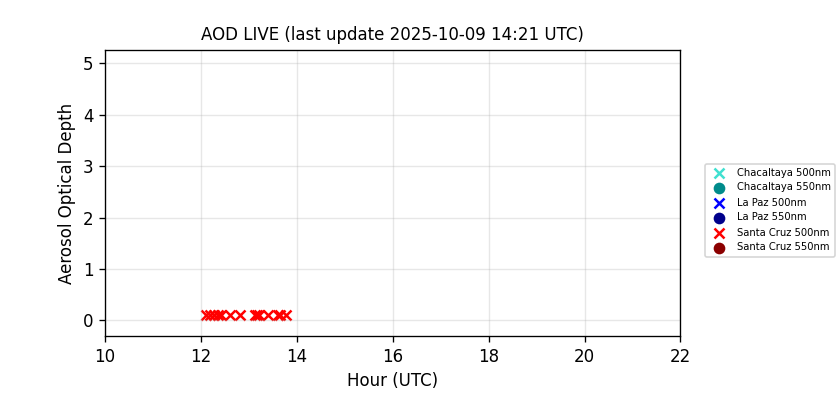 AOD LIVE (last update 2025-10-09 14:21 UTC)
Aerosol Optical Depth
5
4
3
2
1
0
10 12 14 16 18 20 22
Hour (UTC)
Chacaltaya 500nm
Chacaltaya 550nm
La Paz 500nm
La Paz 550nm
Santa Cruz 500nm
Santa Cruz 550nm